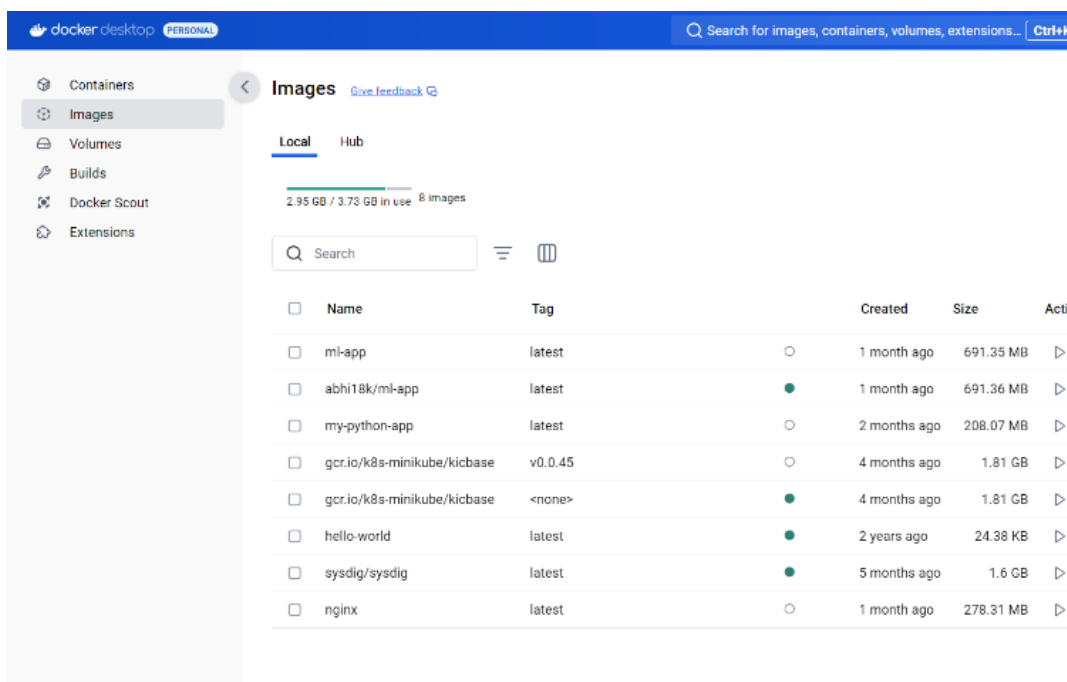 docker desktop PERSONAL
Search for images, containers, volumes, extensions... Ctrl+K
Containers
Images
Volumes
Builds
Docker Scout
Extensions
Images Give feedback
Local Hub
2.95 GB / 3.73 GB in use 8 images
Search
Name Tag Created Size Acti
ml-app latest 1 month ago 691.35 MB
abhi18k/ml-app latest 1 month ago 691.36 MB
my-python-app latest 2 months ago 208.07 MB
gcr.io/k8s-minikube/kicbase v0.0.45 4 months ago 1.81 GB
gcr.io/k8s-minikube/kicbase <none> 4 months ago 1.81 GB
hello-world latest 2 years ago 24.38 KB
sysdig/sysdig latest 5 months ago 1.6 GB
nginx latest 1 month ago 278.31 MB